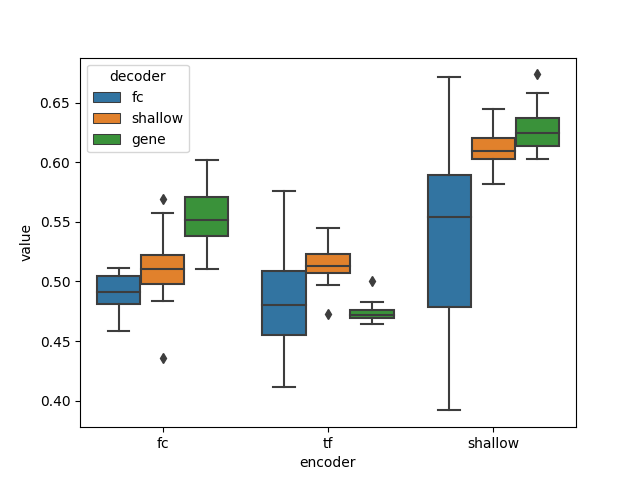 decoder
fc
shallow
gene
0.65
0.60
0.55
0.50
0.45
0.40
value
fc tf shallow
encoder